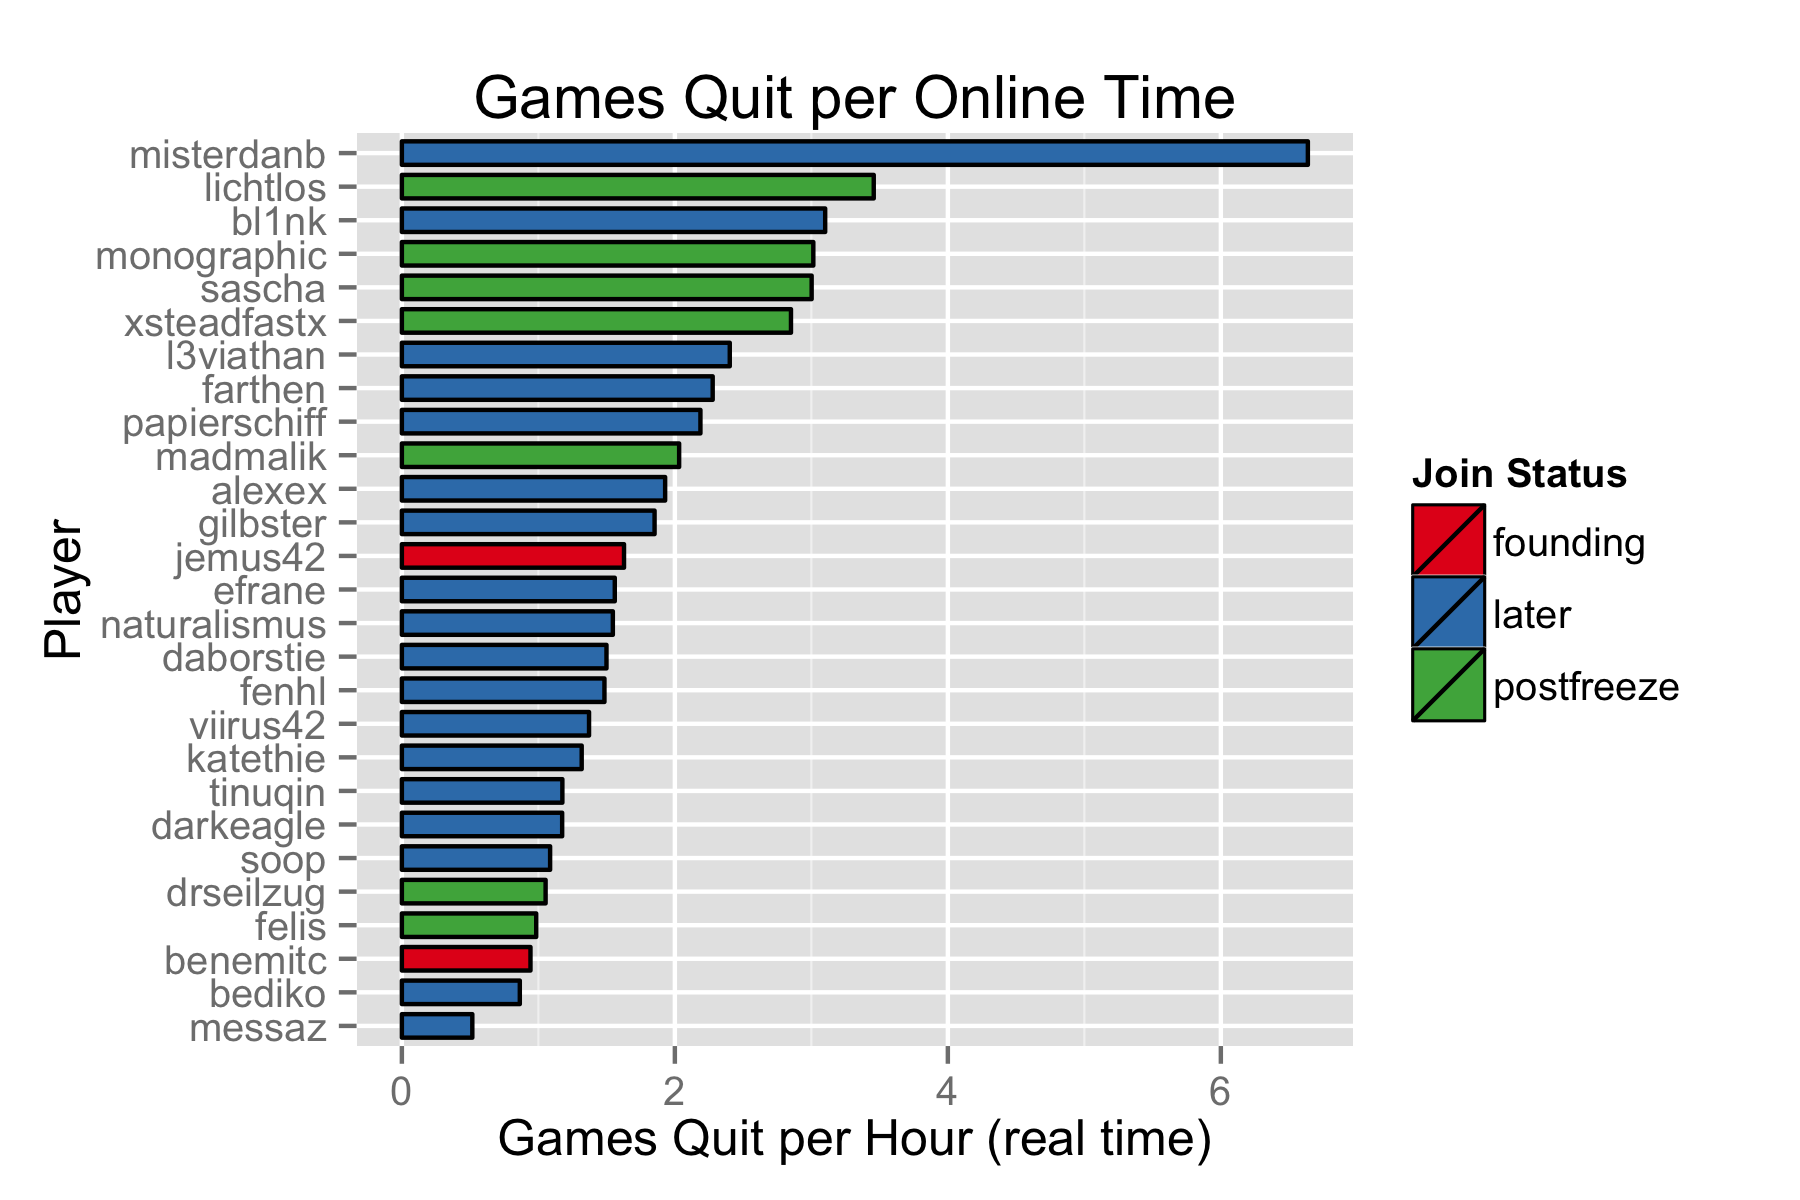 Games Quit per Online Time
Player
misterdanb
lichtlos
bl1nk
monographic
sascha
xsteadfastx
l3viathan
farthen
papierschiff
madmalik
alexex
gilbster
jemus42
efrane
naturalismus
daborstie
fenhl
viirus42
katethie
tinuqin
darkeagle
soop
drseilzug
felis
benemitc
bediko
messaz
0 2 4 6
Games Quit per Hour (real time)
Join Status
founding
later
postfreeze